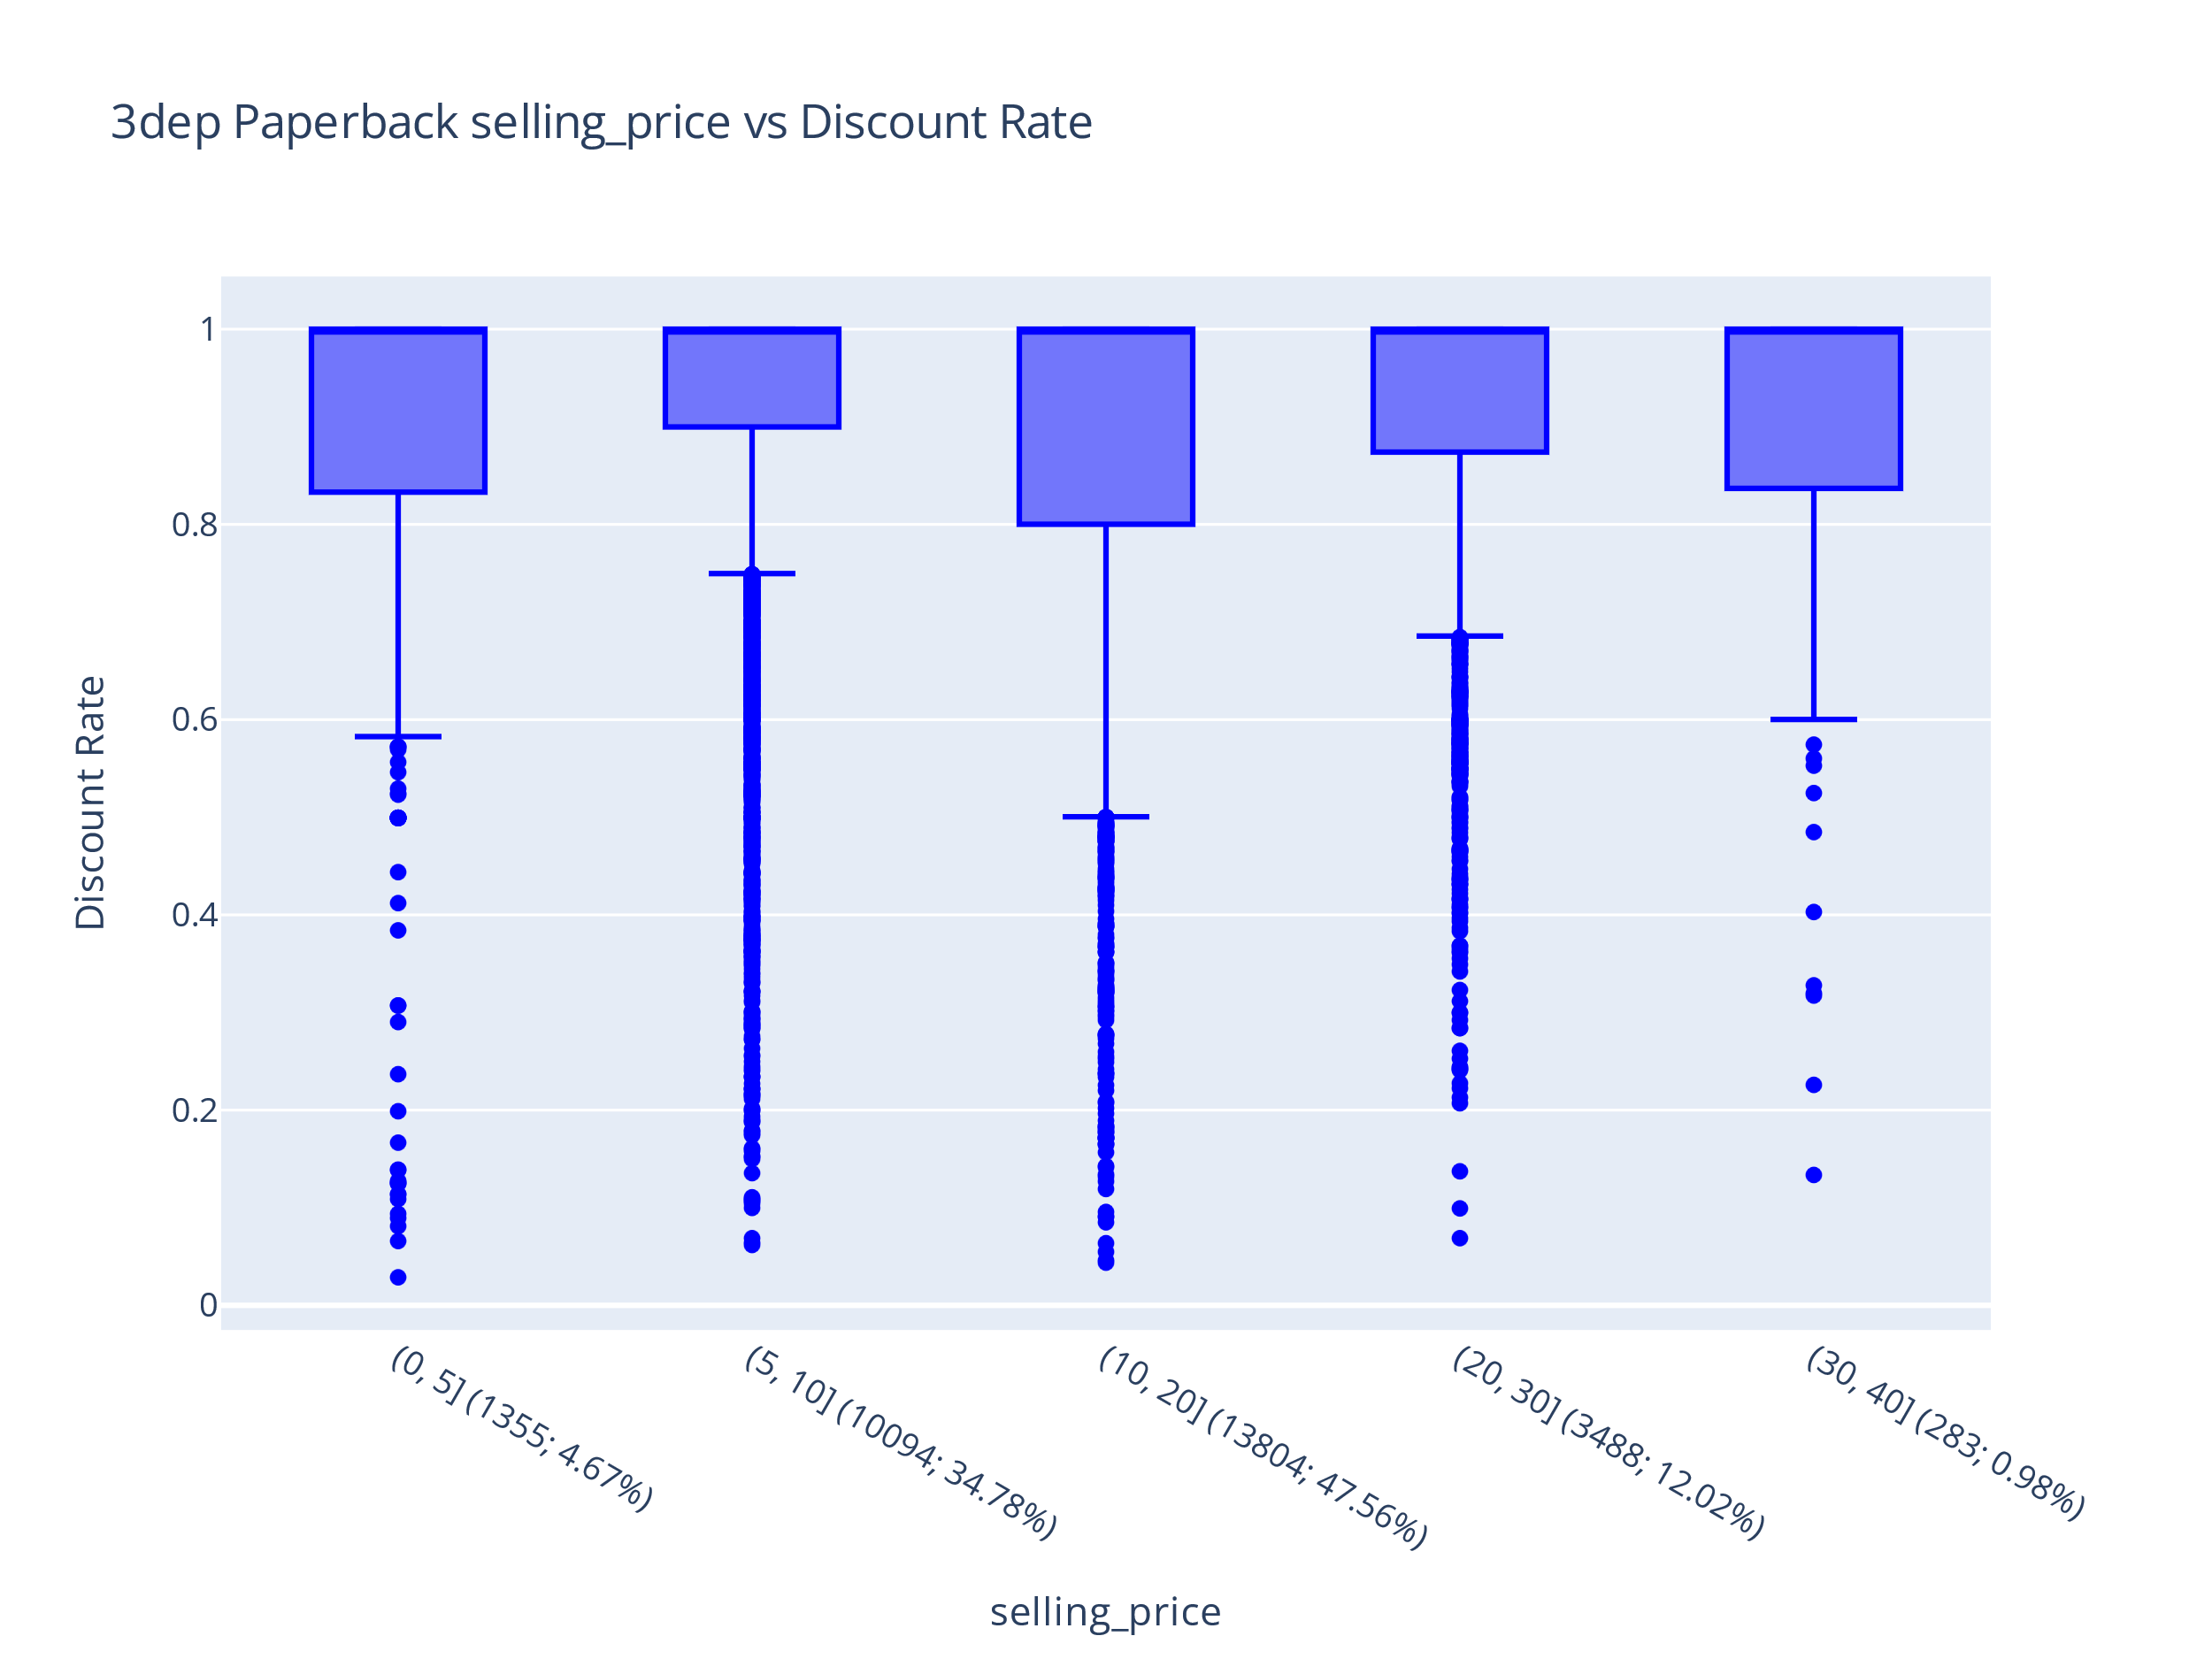 3dep Paperback selling_price vs Discount Rate
1
0.8
0.6
0.4
0.2
0
Discount Rate
(0, 5] (1355; 4.67%)
(5, 10] (10094; 34.78%)
(10, 20] (13804; 47.56%)
(20, 30] (3488; 12.02%)
(30, 40] (283; 0.98%)
selling_price